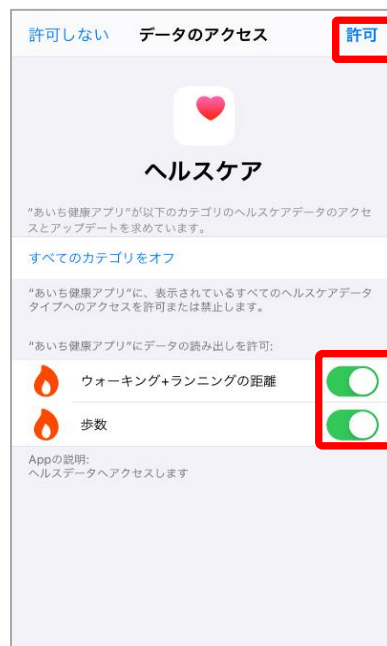 許可しない データのアクセス 許可
ヘルスケア
"あいち健康アプリ"が以下のカテゴリのヘルスケアデータのアクセ
スとアップデートを求めています。
すべてのカテゴリをオフ
"あいち健康アプリ"に、表示されているすべてのヘルスケアデータ
タイプへのアクセスを許可または禁止します。
"あいち健康アプリ"にデータの読み出しを許可:
ウォーキング+ランニングの距離
歩数
Appの説明:
ヘルスデータへアクセスします